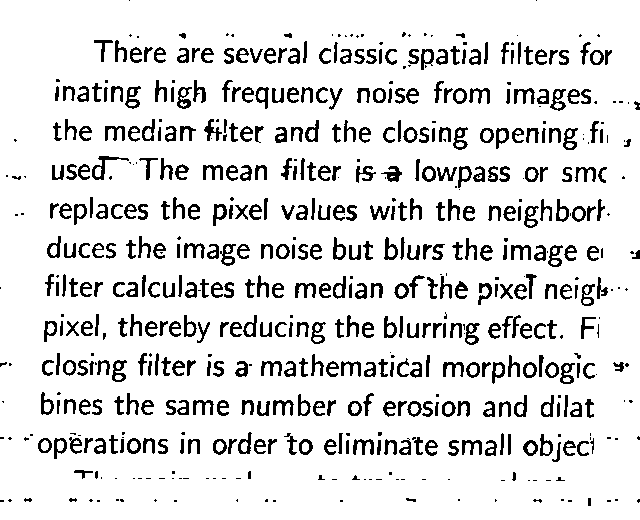 There are several classic spatial filters for
inating high frequency noise from images.
the median filter and the closing opening fi
used. The mean filter is a lowpass or smo
replaces the pixel values with the neighborh
duces the image noise but blurs the image e
filter calculates the median of the pixel neigh
pixel, thereby reducing the blurring effect. Fi
closing filter is a mathematical morphologic
bines the same number of erosion and dilat
operations in order to eliminate small object